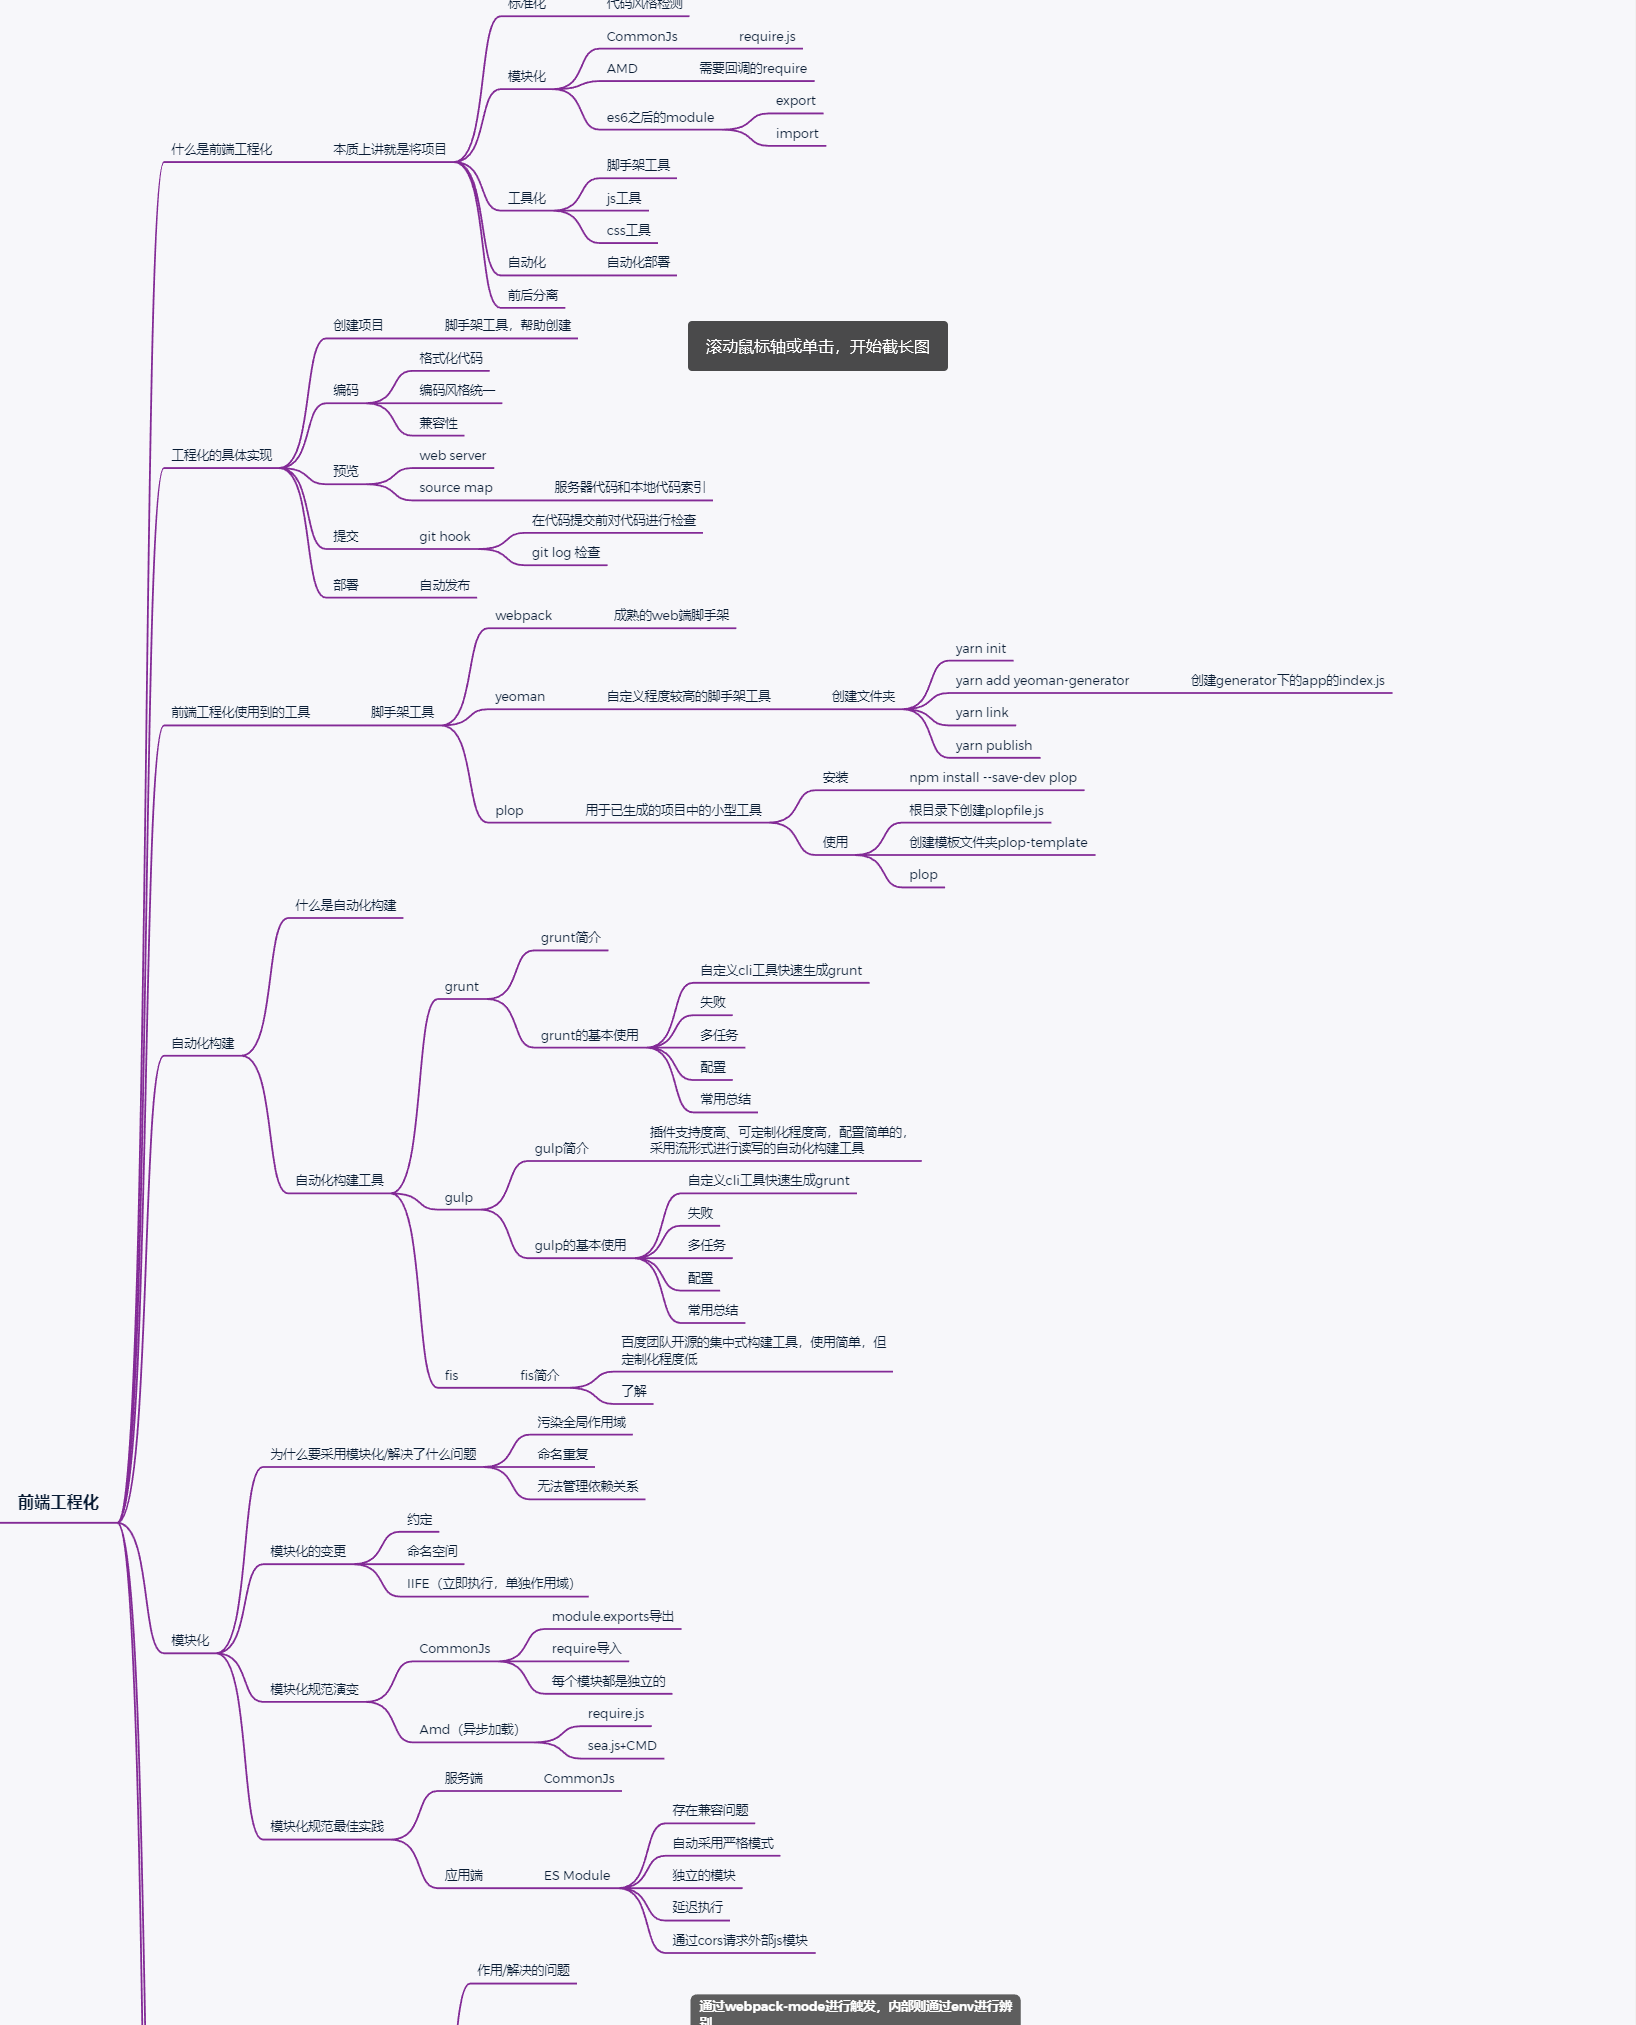 标准化
代码风格检测
CommonJs
require.js
模块化
AMD
需要回调的require
export
es6之后的module
import
什么是前端工程化
本质上讲就是将项目
脚手架工具
工具化
js工具
css工具
自动化
自动化部署
前后分离
创建项目
脚手架工具，帮助创建
滚动鼠标轴或单击，开始截长图
格式化代码
编码
编码风格统一
兼容性
工程化的具体实现
web server
预览
source map
服务器代码和本地代码索引
在代码提交前对代码进行检查
提交
git hook
git log 检查
部署
自动发布
webpack
成熟的web端脚手架
yarn init
yarn add yeoman-generator
创建generator下的app的index.js
yeoman
自定义程度较高的脚手架工具
创建文件夹
前端工程化使用到的工具
脚手架工具
yarn link
yarn publish
安装
npm install --save-dev plop
plop
用于已生成的项目中的小型工具
根目录下创建plopfile.js
使用
创建模板文件夹plop-template
plop
什么是自动化构建
grunt简介
grunt
自定义cli工具快速生成grunt
失败
grunt的基本使用
多任务
自动化构建
配置
常用总结
gulp简介
插件支持度高、可定制化程度高，配置简单的，
采用流形式进行读写的自动化构建工具
自动化构建工具
自定义cli工具快速生成grunt
gulp
失败
gulp的基本使用
多任务
配置
常用总结
百度团队开源的集中式构建工具，使用简单，但
定制化程度低
fis
fis简介
了解
污染全局作用域
为什么要采用模块化/解决了什么问题
命名重复
无法管理依赖关系
前端工程化
约定
模块化的变更
命名空间
IIFE（立即执行，单独作用域）
module.exports导出
模块化
CommonJs
require导入
每个模块都是独立的
模块化规范演变
require.js
Amd（异步加载）
sea.js+CMD
服务端
CommonJs
存在兼容问题
模块化规范最佳实践
自动采用严格模式
应用端
ES Module
独立的模块
延迟执行
通过cors请求外部js模块
作用/解决的问题
通过webpack-mode进行触发，内部则通过env进行辨
别